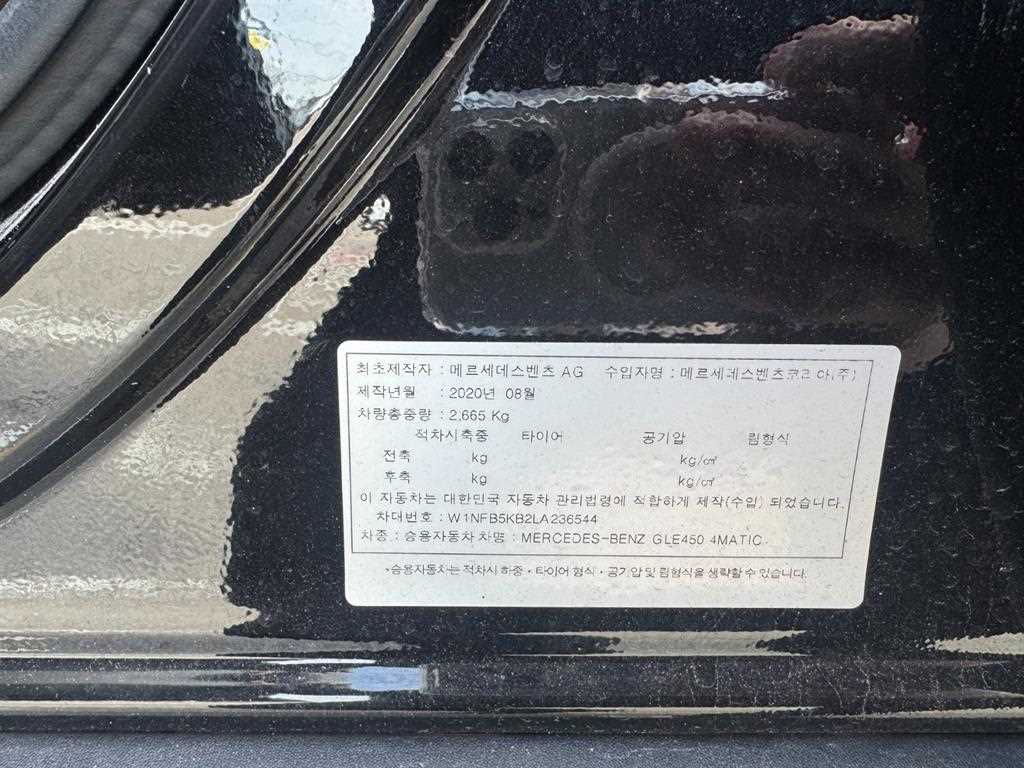 최초제작자 : 메르세데스벤츠 AG 수입자명 : 메르세데스벤츠코리아(주)
제작년월 : 2020년 08월
차량총중량 : 2,665 Kg
적차시축중 타이어 공기압 림형식
전축 kg kg/㎠
후축 kg kg/㎠
이 자동차는 대한민국 자동차 관리법령에 적합하게 제작(수입) 되었습니다.
차대번호 : W1NFB5KB2LA236544
차종 : 승용자동차 차명 : MERCEDES-BENZ GLE450 4MATIC
*승용자동차는 적차시 하중·타이어 형식·공기압 및 림형식을 생략할 수 있습니다.